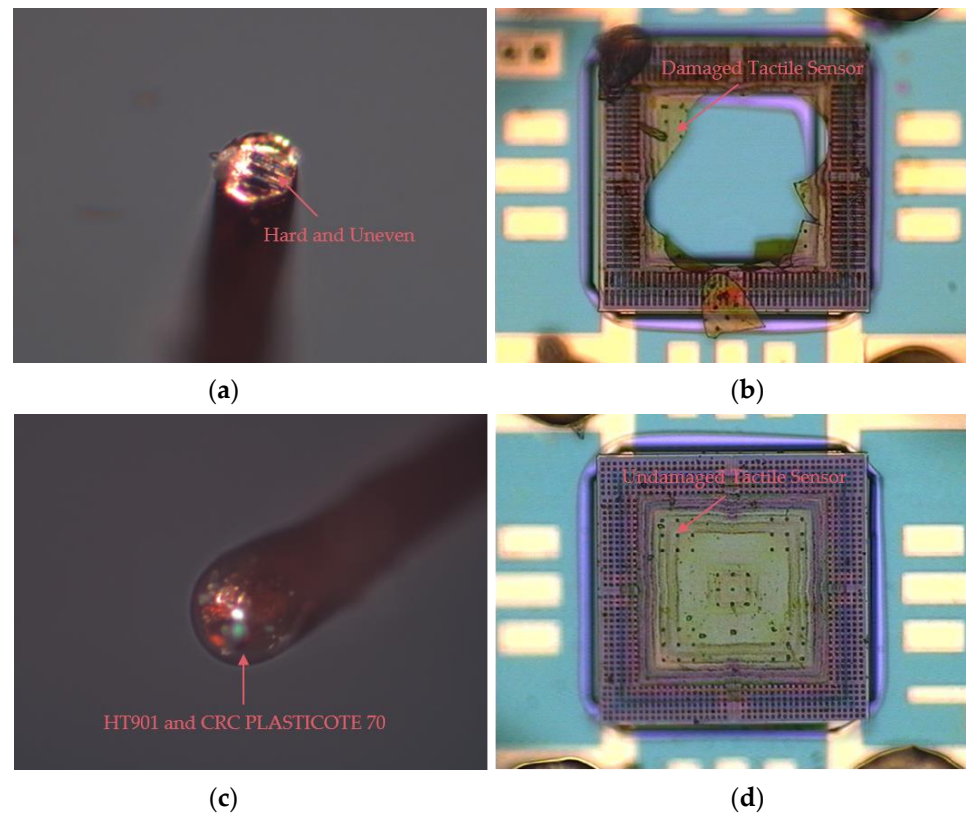 Damaged Tactile Sensor
Hard and Uneven
(a)
(b)
Undamaged Tactile Sensor
HT901 and CRC PLASTICOTE 70
(c)
(d)